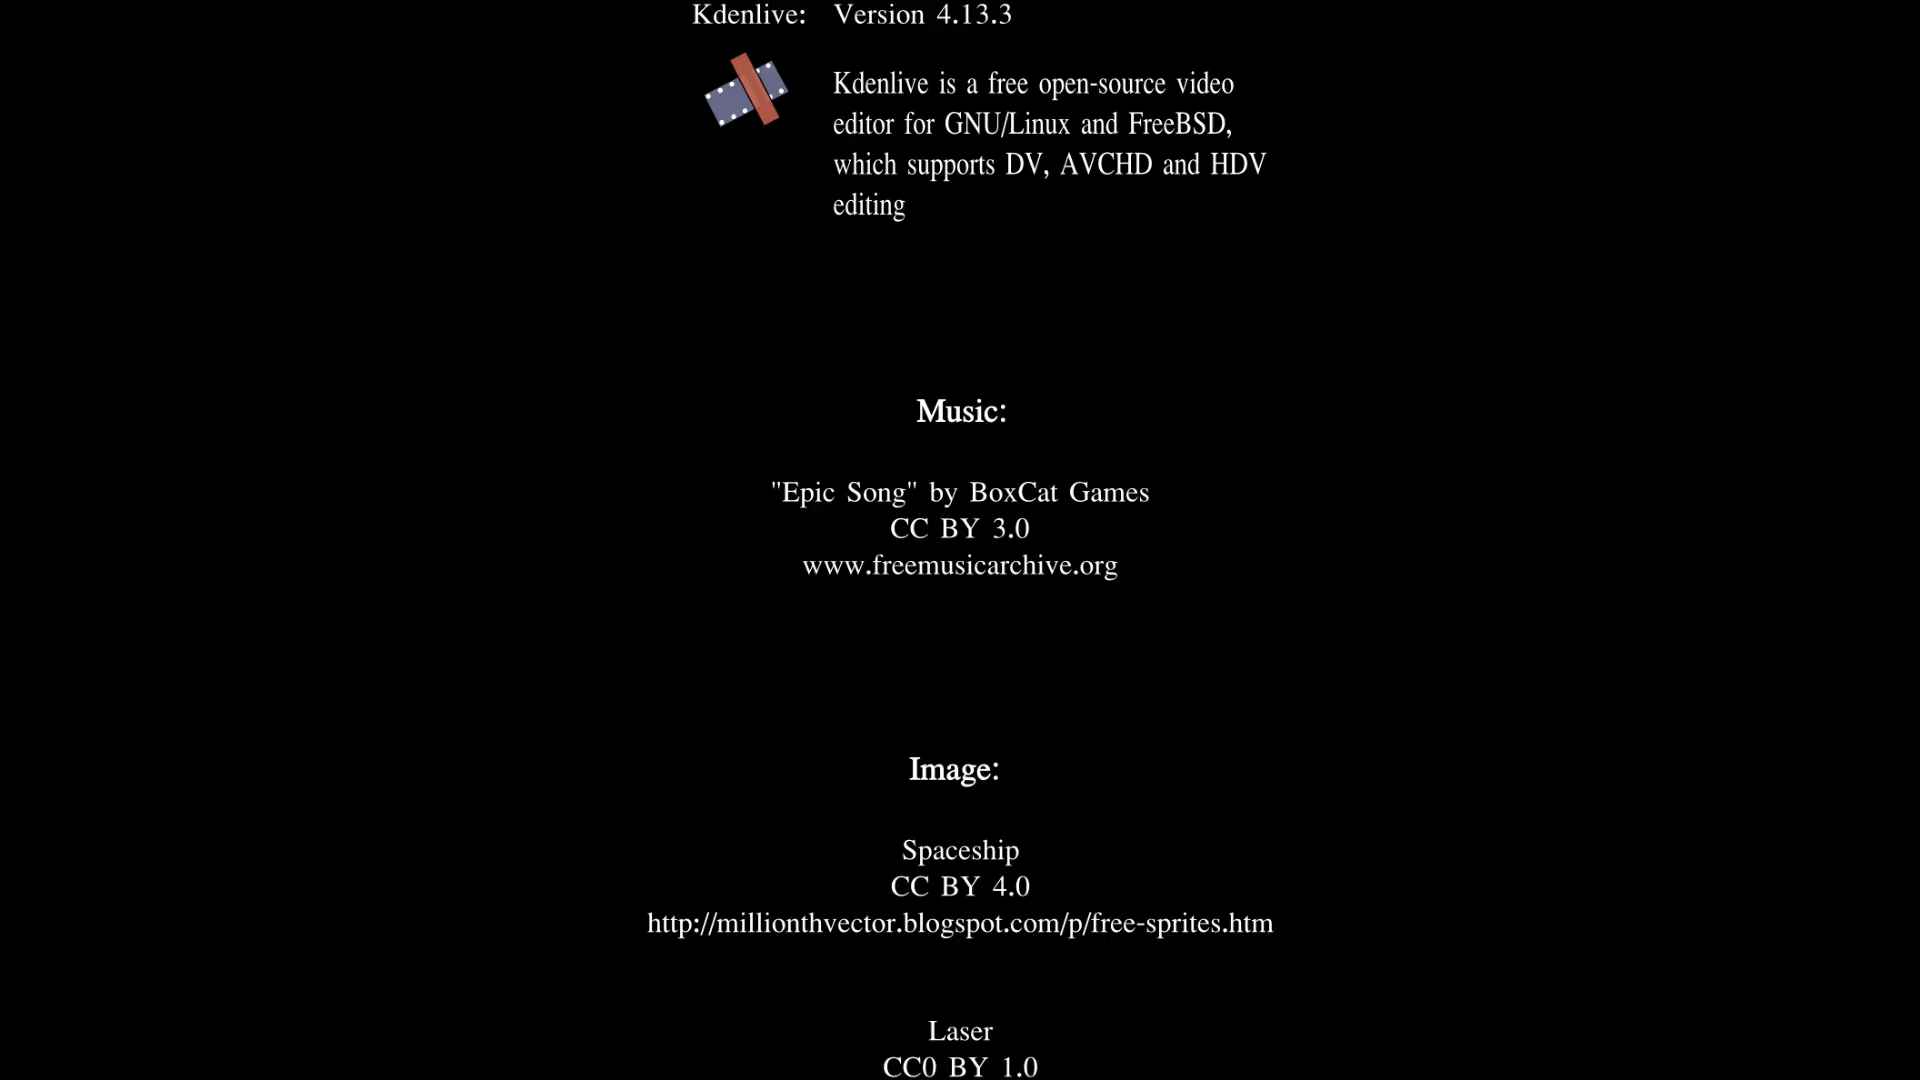 Kdenlive: Version 4.13.3
Kdenlive is a free open-source video
editor for GNU/Linux and FreeBSD,
which supports DV, AVCHD and HDV
editing
Music:
"Epic Song" by BoxCat Games
CC BY 3.0
www.freemusicarchive.org
Image:
Spaceship
CC BY 4.0
http://millionthvector.blogspot.com/p/free-sprites.htm
Laser
CC0 BY 1.0